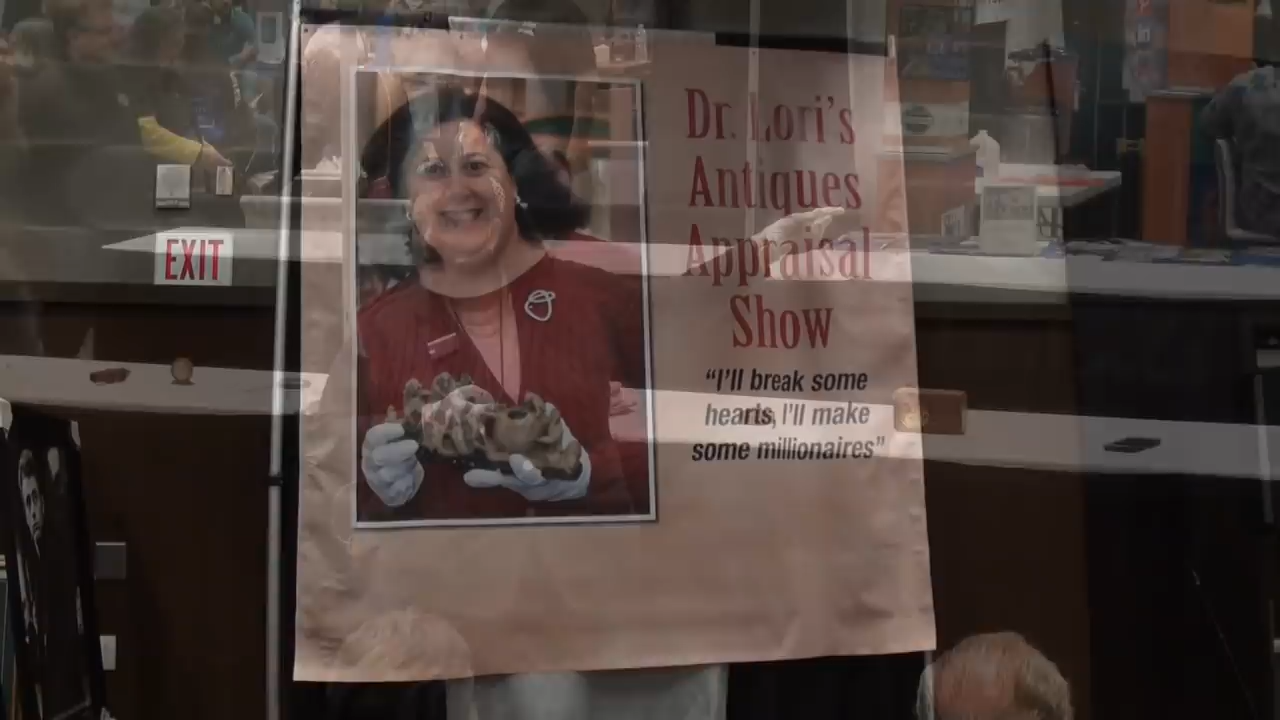 EXIT
Dr. Lori's
Antiques
Appraisal
Show
"I'll break some
hearts, I'll make
some millionaires"